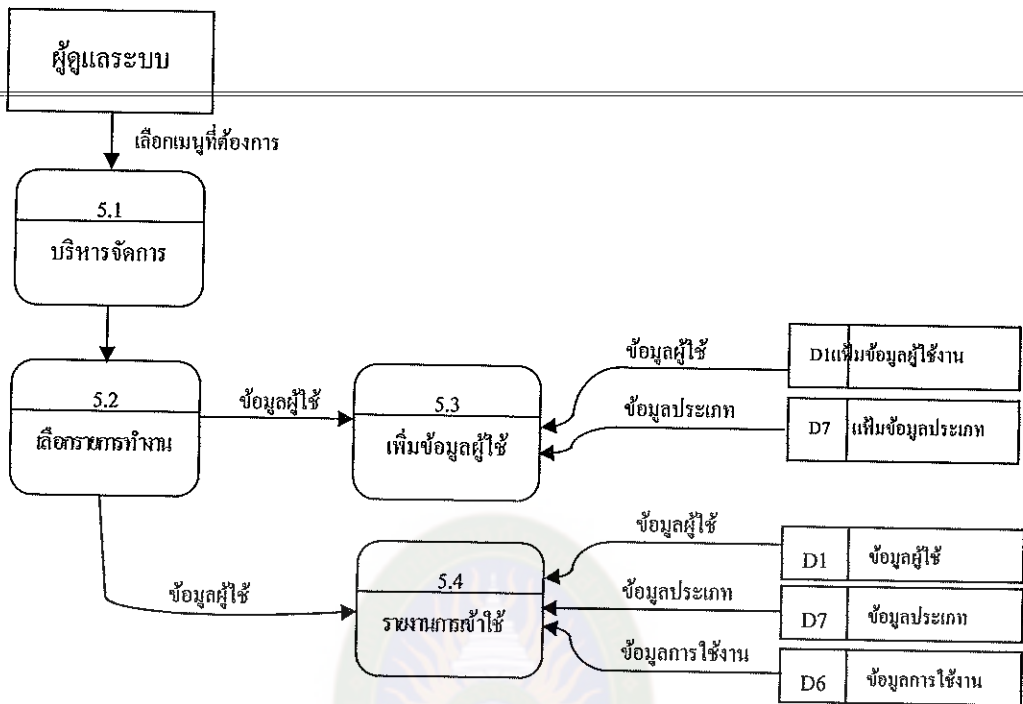 ผู้ดูแลระบบ
เลือกเมนูที่ต้องการ
5.1
บริหารจัดการ
5.2
เลือกรายการทำงาน
ข้อมูลผู้ใช้
5.3
เพิ่มข้อมูลผู้ใช้
ข้อมูลผู้ใช้
D1แฟ้มข้อมูลผู้ใช้งาน
ข้อมูลประเภท
D7 แฟ้มข้อมูลประเภท
ข้อมูลผู้ใช้
5.4
รายงานการเข้าใช้
ข้อมูลผู้ใช้
D1 ข้อมูลผู้ใช้
ข้อมูลประเภท
D7 ข้อมูลประเภท
ข้อมูลการใช้งาน
D6 ข้อมูลการใช้งาน